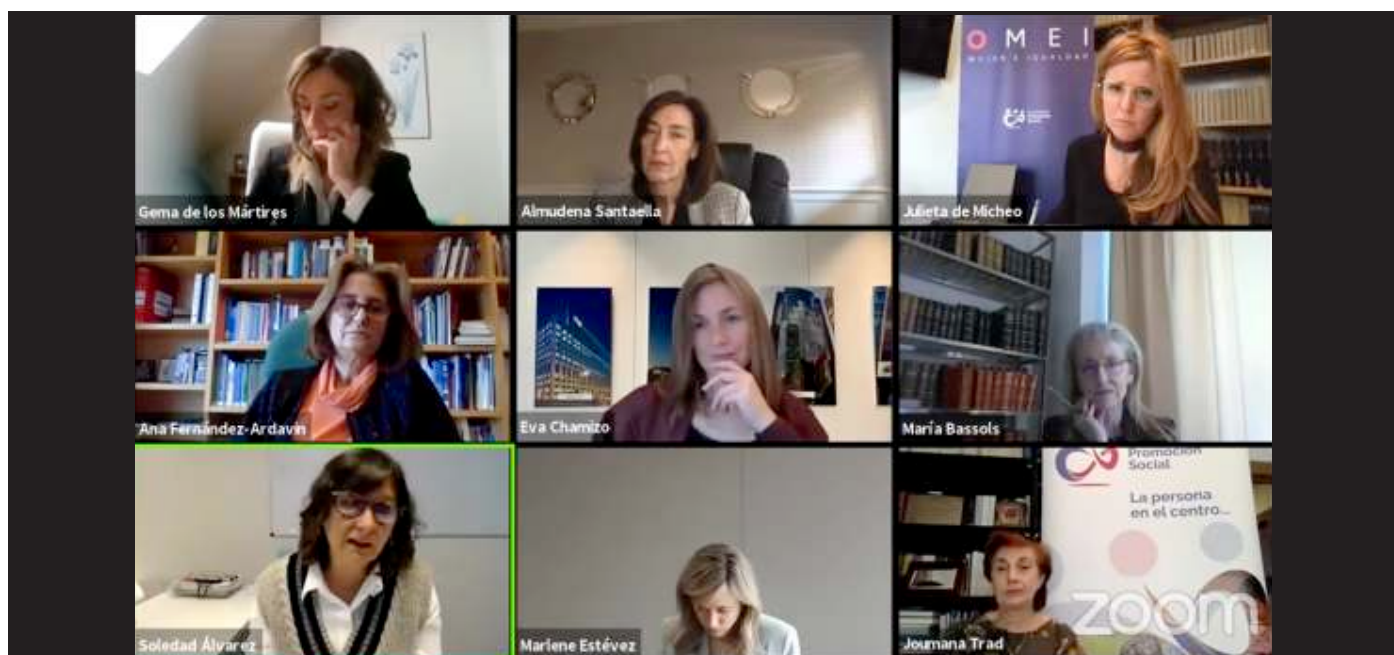 OMEI
MUJER E IGUALDAD
Gema de los Mártires
Almudena Santaella
Julieta de Micheo
Ana Fernández-Ardavín
Eva Chamizo
María Bassols
Promoción
Social
La persona
en el centro...
Soledad Álvarez
Marlene Estévez
Joumana Trad
zoom